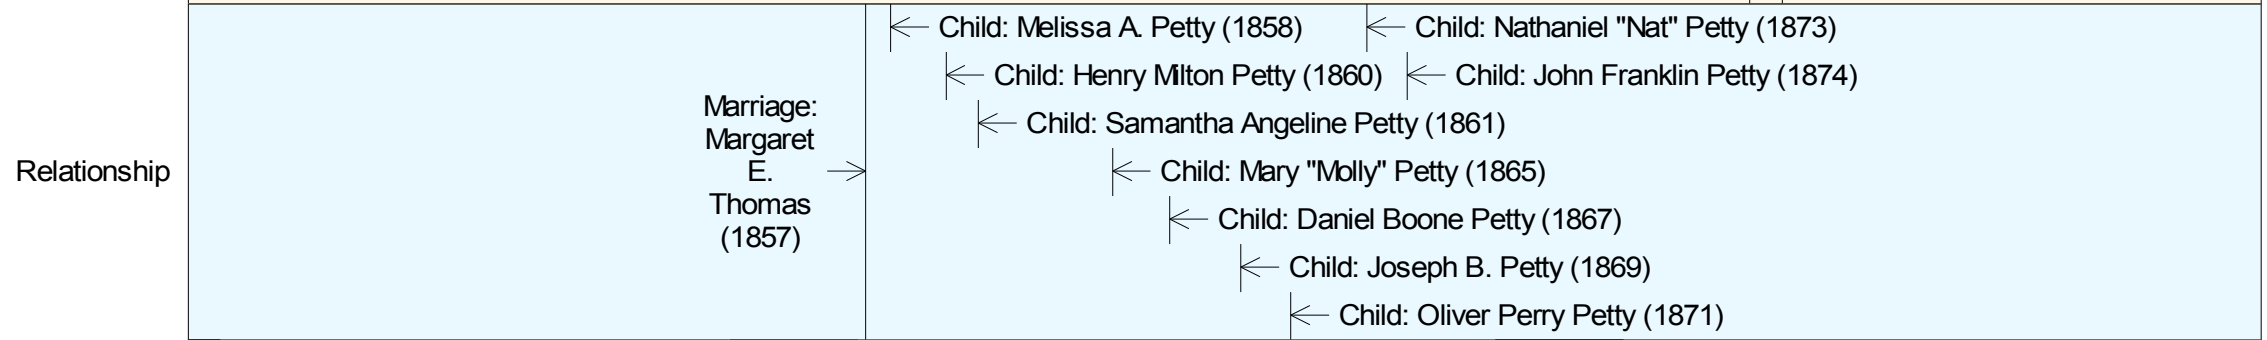 Relationship
Marriage:
Margaret
E.
Thomas
(1857)
Child: Melissa A. Petty (1858)
Child: Nathaniel "Nat" Petty (1873)
Child: Henry Milton Petty (1860)
Child: John Franklin Petty (1874)
Child: Samantha Angeline Petty (1861)
Child: Mary "Molly" Petty (1865)
Child: Daniel Boone Petty (1867)
Child: Joseph B. Petty (1869)
Child: Oliver Perry Petty (1871)